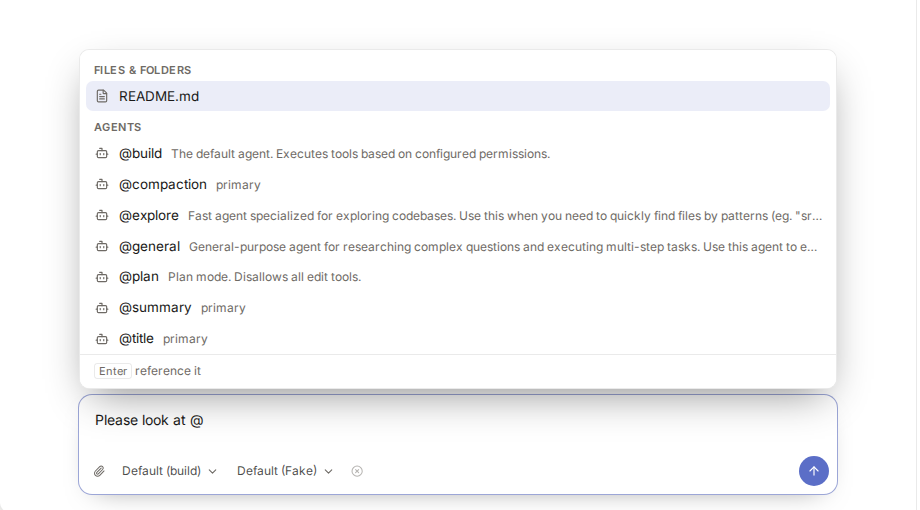 FILES & FOLDERS
README.md
AGENTS
@build The default agent. Executes tools based on configured permissions.
@compaction primary
@explore Fast agent specialized for exploring codebases. Use this when you need to quickly find files by patterns (eg. "sr...
@general General-purpose agent for researching complex questions and executing multi-step tasks. Use this agent to e...
@plan Plan mode. Disallows all edit tools.
@summary primary
@title primary
Enter reference it
Please look at @
Default (build) Default (Fake)